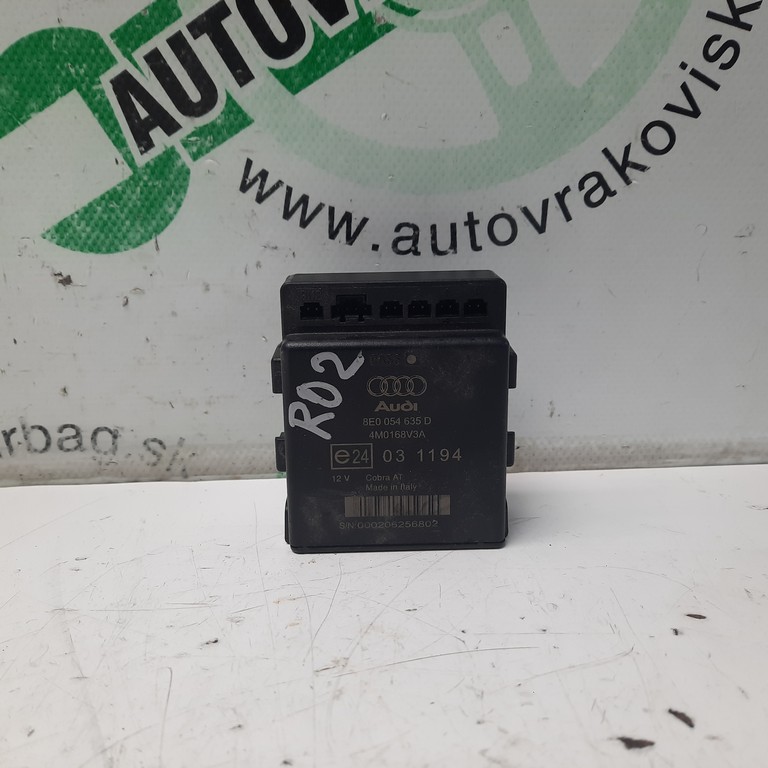 AUTOV
www.autovrakovisk
rbag.sk
R02
Audi
8E0 054 635 D
4M0168V3A
e24 03 1194
12 V Cobra AT
Made in Italy
S/N:000206256802